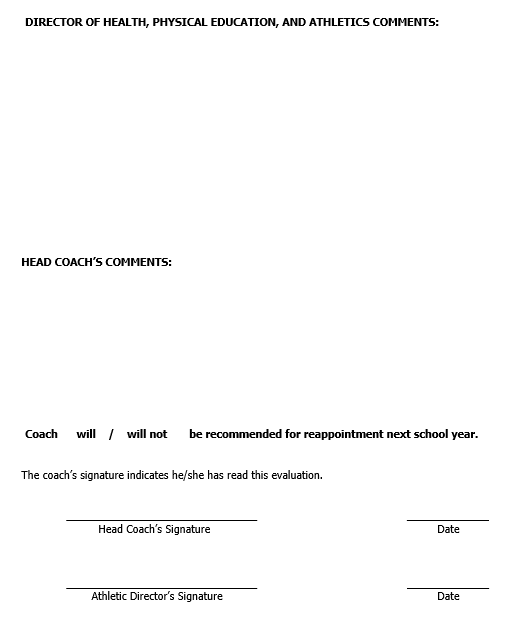 DIRECTOR OF HEALTH, PHYSICAL EDUCATION, AND ATHLETICS COMMENTS:
HEAD COACH'S COMMENTS:
Coach will / will not be recommended for reappointment next school year.
The coach's signature indicates he/she has read this evaluation.
Head Coach's Signature Date
Athletic Director's Signature Date